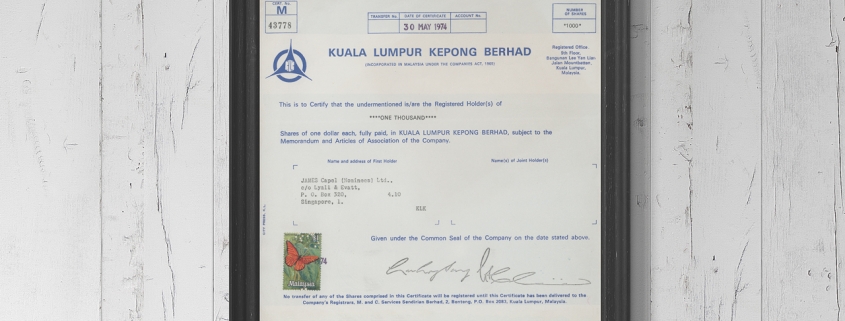 CERT. No.
M
43778
TRANSFER No. DATE OF CERTIFICATE ACCOUNT No.
30 MAY 1974
NUMBER OF SHARES
*1000*
KUALA LUMPUR KEPONG BERHAD
(INCORPORATED IN MALAYSIA UNDER THE COMPANIES ACT, 1965)
Registered Office.
5th Floor,
Bangunan Lee Yan Lian,
Jalan Mountbatten,
Kuala Lumpur,
Malaysia.
This is to Certify that the undermentioned is/are the Registered Holder(s) of
****ONE THOUSAND****
Shares of one dollar each, fully paid, in KUALA LUMPUR KEPONG BERHAD, subject to the
Memorandum and Articles of Association of the Company.
Name and address of First Holder Name(s) of Joint Holder(s)
JAMES Capel (Nominees) Ltd.,
c/o Lyall & Evatt,
P. O. Box 550, 4.10
Singapore, 1.
KLK
Given under the Common Seal of the Company on the date stated above.
74
Malaysia
No transfer of any of the Shares comprised in this Certificate will be registered until this Certificate has been delivered to the
Company's Registrars, M. and C. Services Sendirian Berhad, 2, Benteng, P.O. Box 2583, Kuala Lumpur, Malaysia.